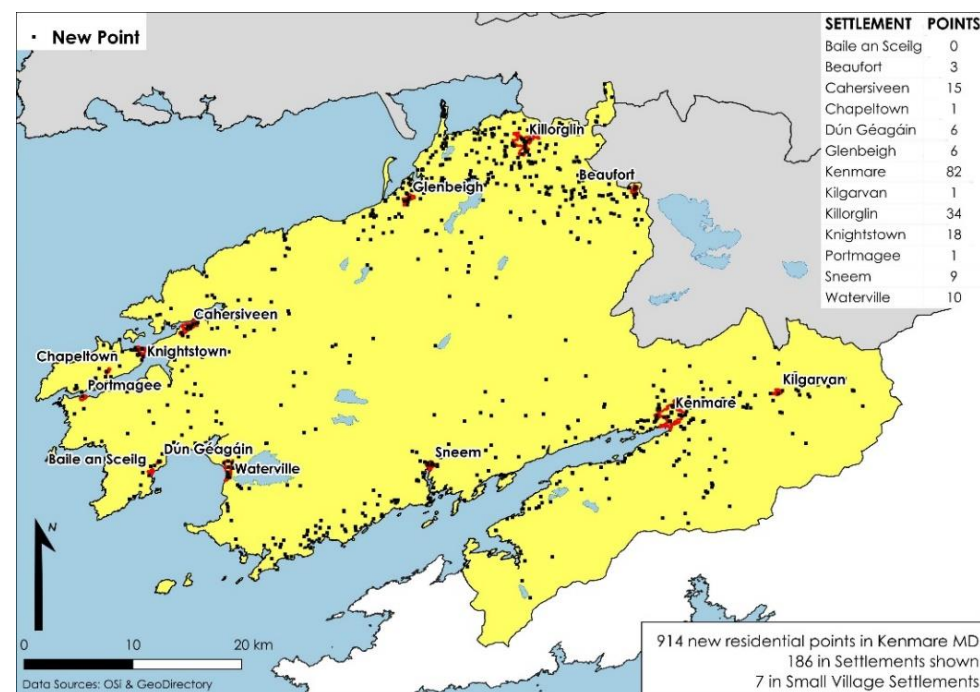 New Point
SETTLEMENT POINTS
Baile an Sceilg 0
Beaufort 3
Cahersiveen 15
Chapeltown 1
Dún Géagáin 6
Glenbeigh 6
Kenmare 82
Kilgarvan 1
Killorglin 34
Knightstown 18
Portmagee 1
Sneem 9
Waterville 10
Killorglin
Beaufort
Glenbeigh
Cahersiveen
Chapeltown
Knightstown
Portmagee
Kilgarvan
Kenmare
Dún Géagáin
Baile an Sceilg
Sneem
Waterville
N
0 10 20 km
Data Sources: OSi & GeoDirectory
914 new residential points in Kenmare MD
186 in Settlements shown
7 in Small Village Settlements